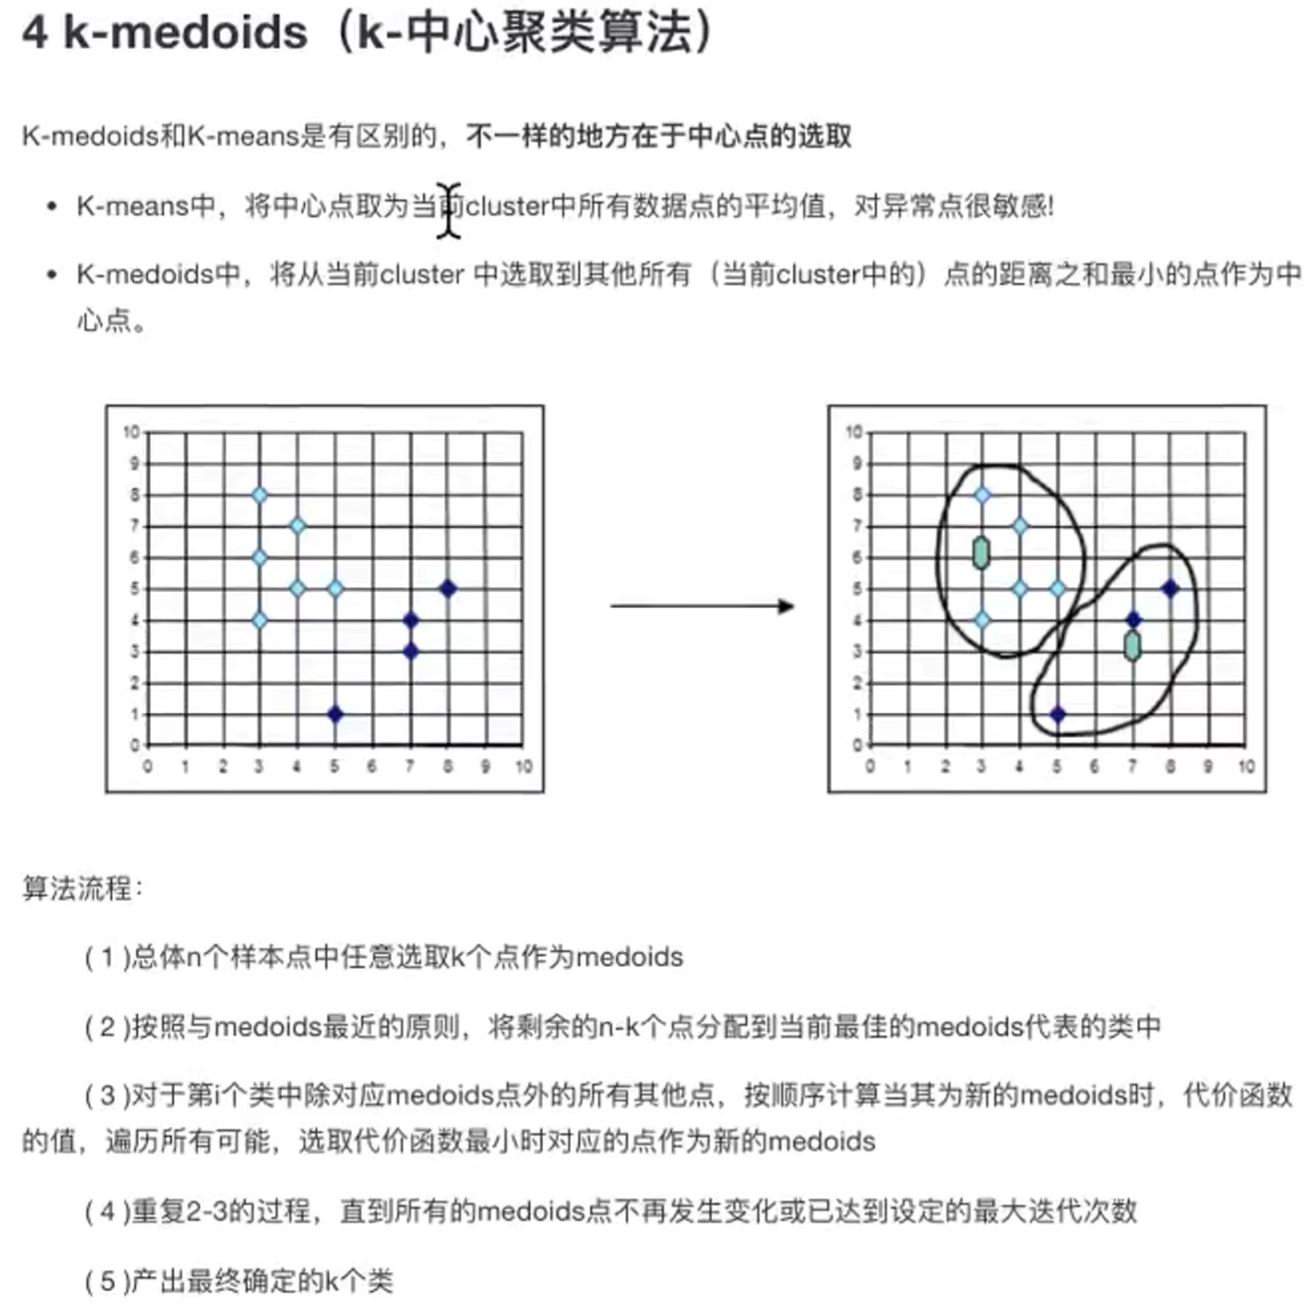 4 k-medoids（k-中心聚类算法）
K-medoids和K-means是有区别的，不一样的地方在于中心点的选取
• K-means中，将中心点取为当前cluster中所有数据点的平均值，对异常点很敏感!
• K-medoids中，将从当前cluster 中选取到其他所有（当前cluster中的）点的距离之和最小的点作为中
心点。
10
9
8
7
6
5
4
3
2
1
0
0 1 2 3 4 5 6 7 8 9 10
10
9
8
7
6
5
4
3
2
1
0
0 1 2 3 4 5 6 7 8 9 10
算法流程：
( 1 )总体n个样本点中任意选取k个点作为medoids
( 2 )按照与medoids最近的原则，将剩余的n-k个点分配到当前最佳的medoids代表的类中
( 3 )对于第i个类中除对应medoids点外的所有其他点，按顺序计算当其为新的medoids时，代价函数
的值，遍历所有可能，选取代价函数最小时对应的点作为新的medoids
( 4 )重复2-3的过程，直到所有的medoids点不再发生变化或已达到设定的最大迭代次数
( 5 )产出最终确定的k个类